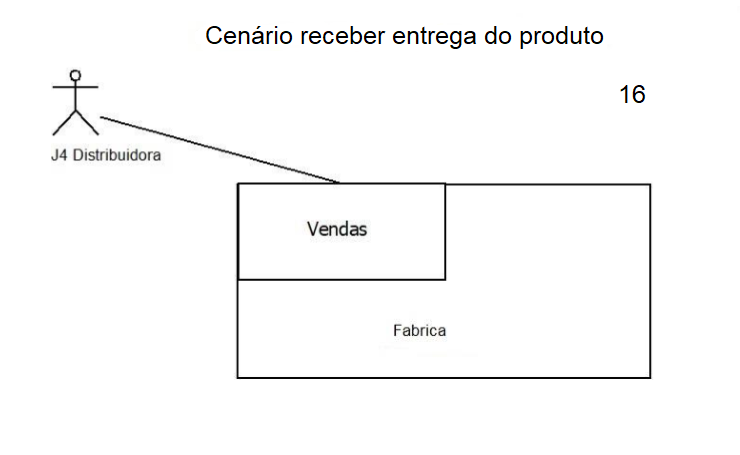 Cenário receber entrega do produto
16
J4 Distribuidora
Vendas
Fabrica